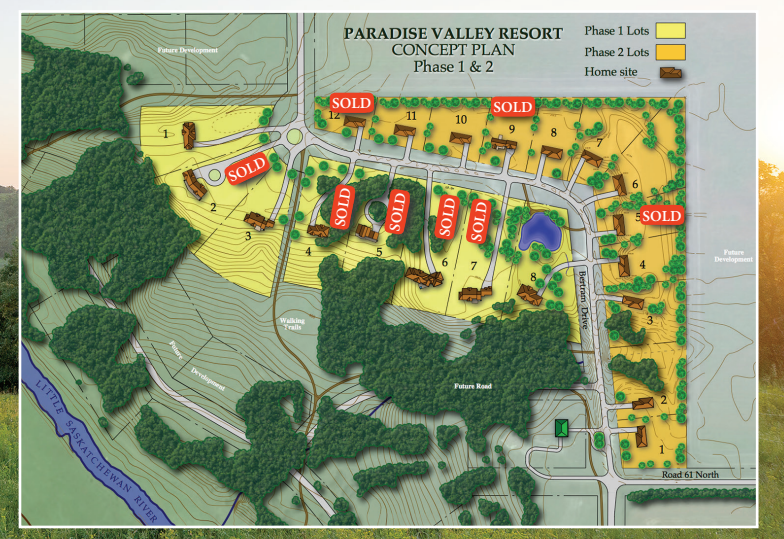 PARADISE VALLEY RESORT
CONCEPT PLAN
Phase 1 & 2
Phase 1 Lots
Phase 2 Lots
Home site
Future Development
SOLD
SOLD
12
11
10
9
8
7
6
5
SOLD
4
3
2
1
1
2
SOLD
3
4
SOLD
5
SOLD
6
SOLD
7
SOLD
8
Future
Development
Bertram Drive
Walking
Trails
Future
Development
Future Road
LITTLE SASKATCHEWAN RIVER
Road 61 North